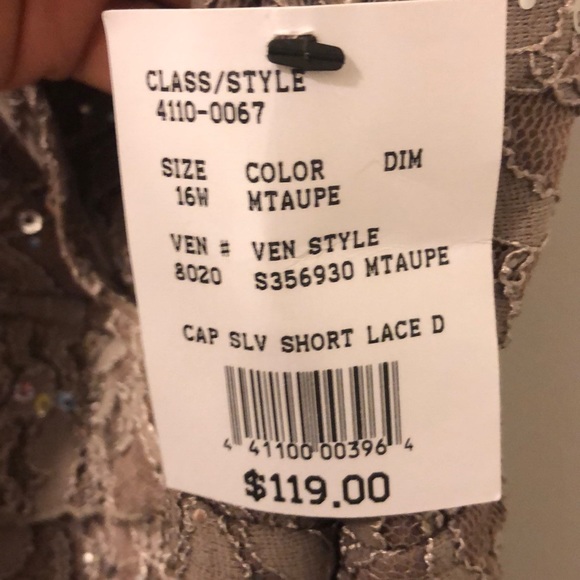 CLASS/STYLE
4110-0067
SIZE COLOR DIM
16W MTAUPE
VEN # VEN STYLE
8020 S356930 MTAUPE
CAP SLV SHORT LACE D
4 41100 00396 4
$119.00